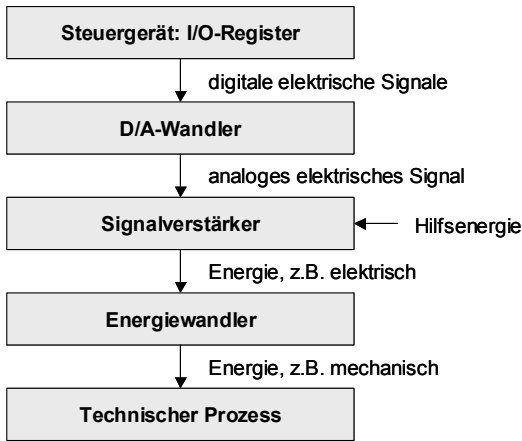 Steuergerät: I/O-Register
digitale elektrische Signale
D/A-Wandler
analoges elektrisches Signal
Signalverstärker
Hilfsenergie
Energie, z.B. elektrisch
Energiewandler
Energie, z.B. mechanisch
Technischer Prozess